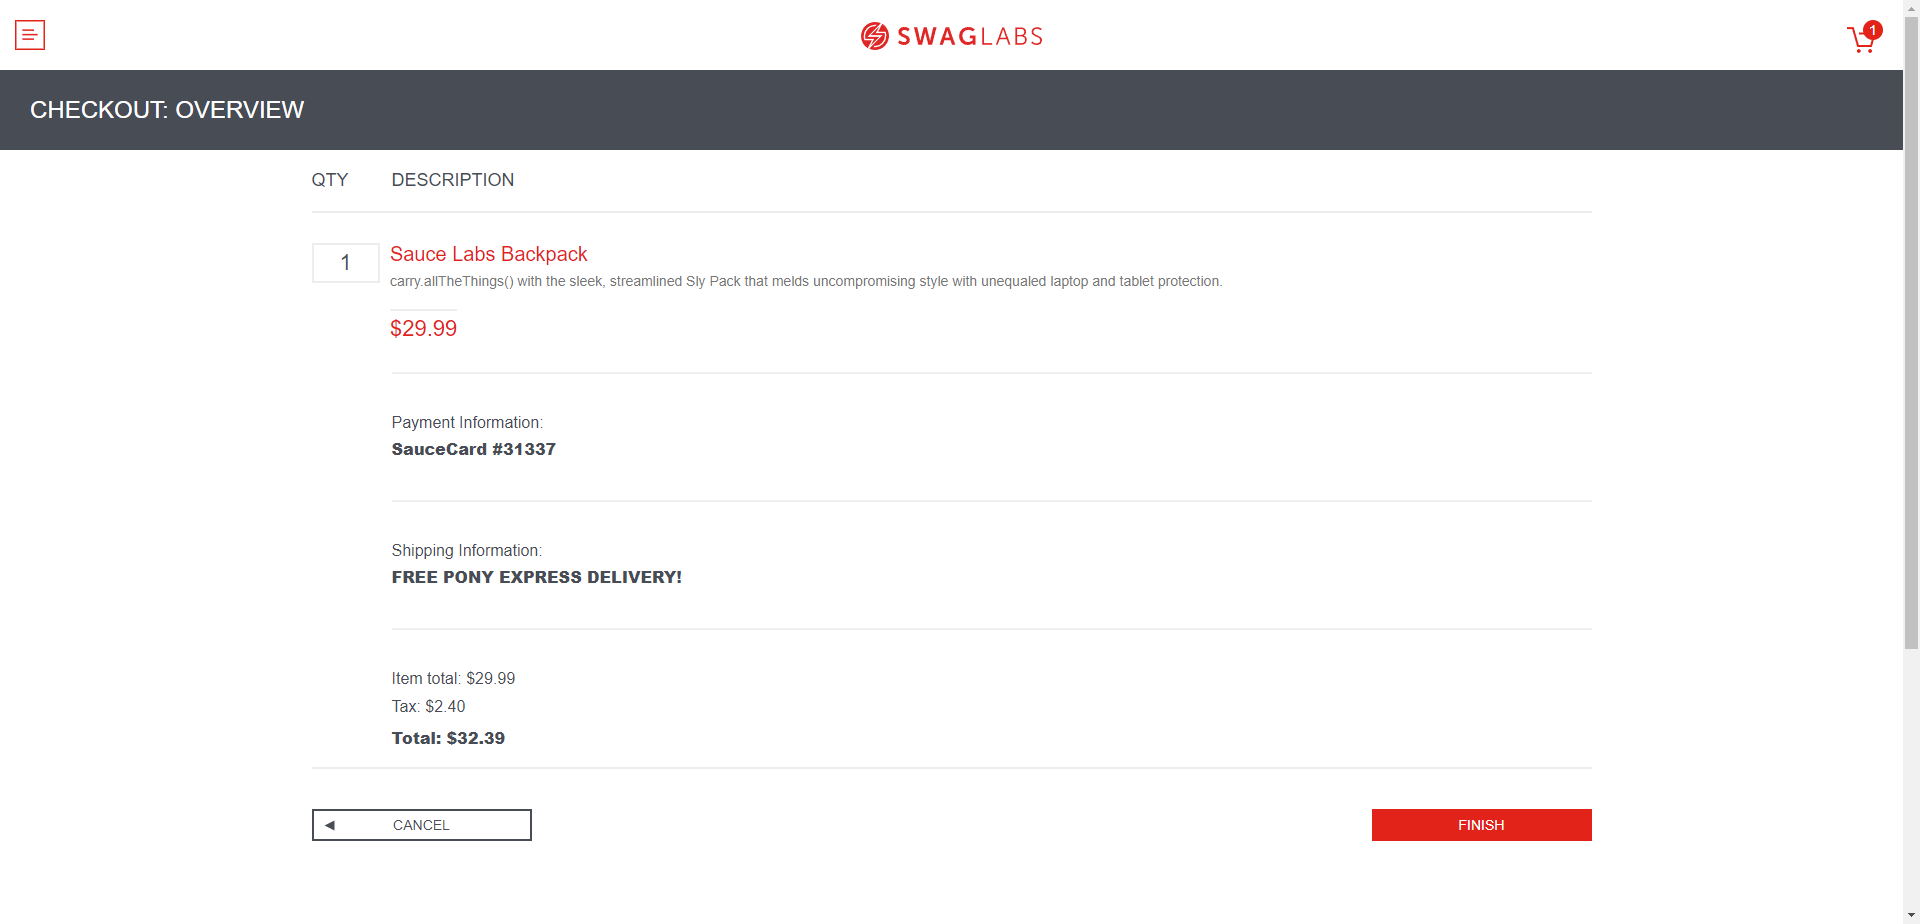 SWAGLABS
1
CHECKOUT: OVERVIEW
QTY DESCRIPTION
1
Sauce Labs Backpack
carry.allTheThings() with the sleek, streamlined Sly Pack that melds uncompromising style with unequaled laptop and tablet protection.
$29.99
Payment Information:
SauceCard #31337
Shipping Information:
FREE PONY EXPRESS DELIVERY!
Item total: $29.99
Tax: $2.40
Total: $32.39
CANCEL
FINISH